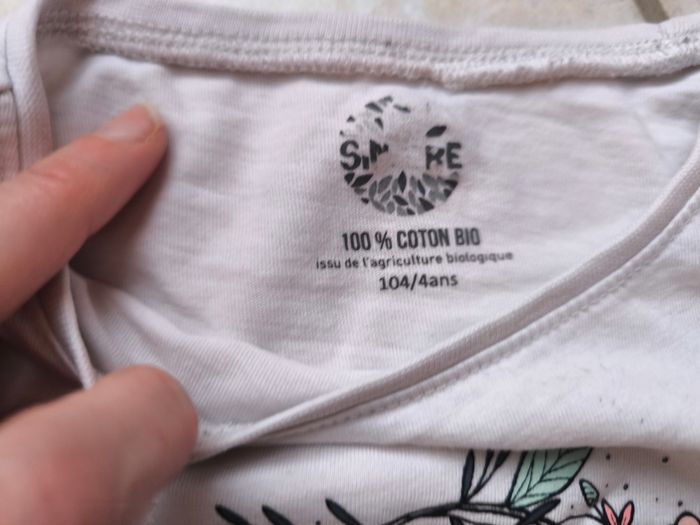 100 % COTON BIO
issu de l'agriculture biologique
104/4ans